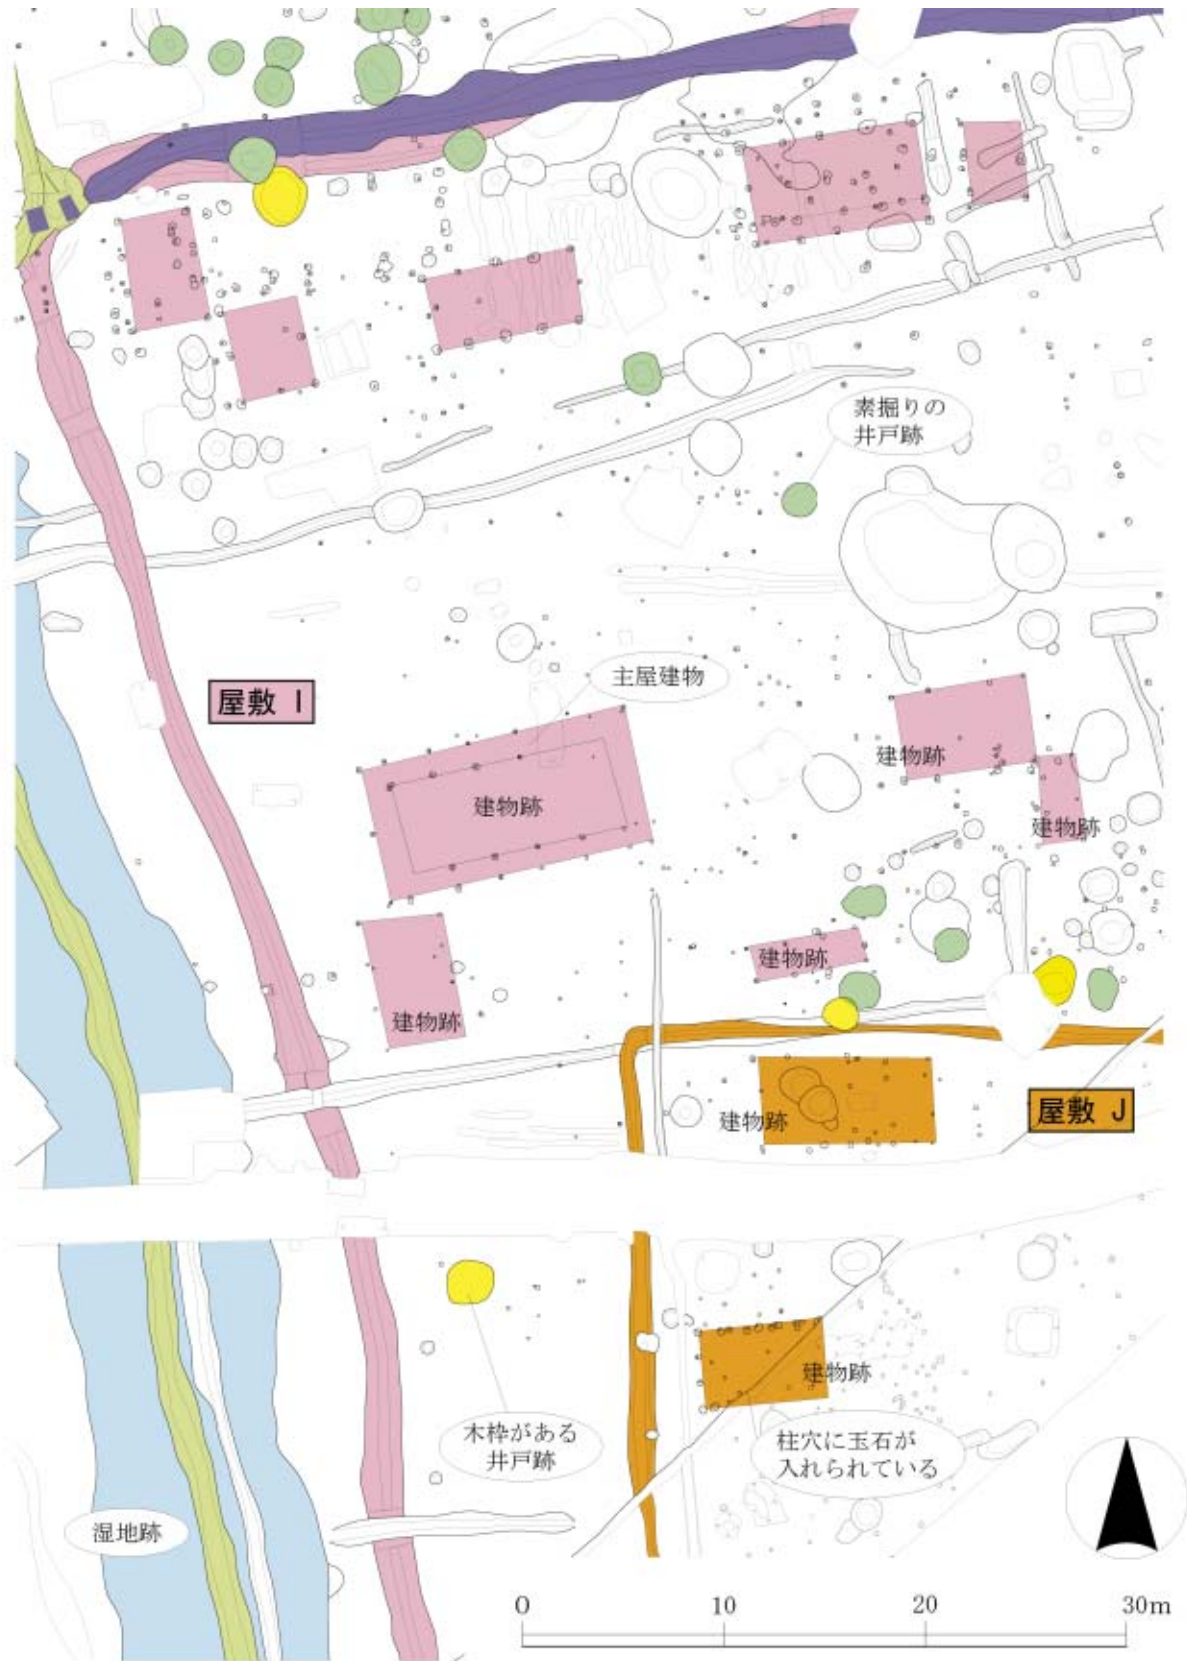 素掘りの
井戸跡
主屋建物
屋敷 I
建物跡
建物跡
建物跡
建物跡
建物跡
屋敷 J
建物跡
建物跡
木枠がある
井戸跡
柱穴に玉石が
入れられている
湿地跡
0 10 20 30m